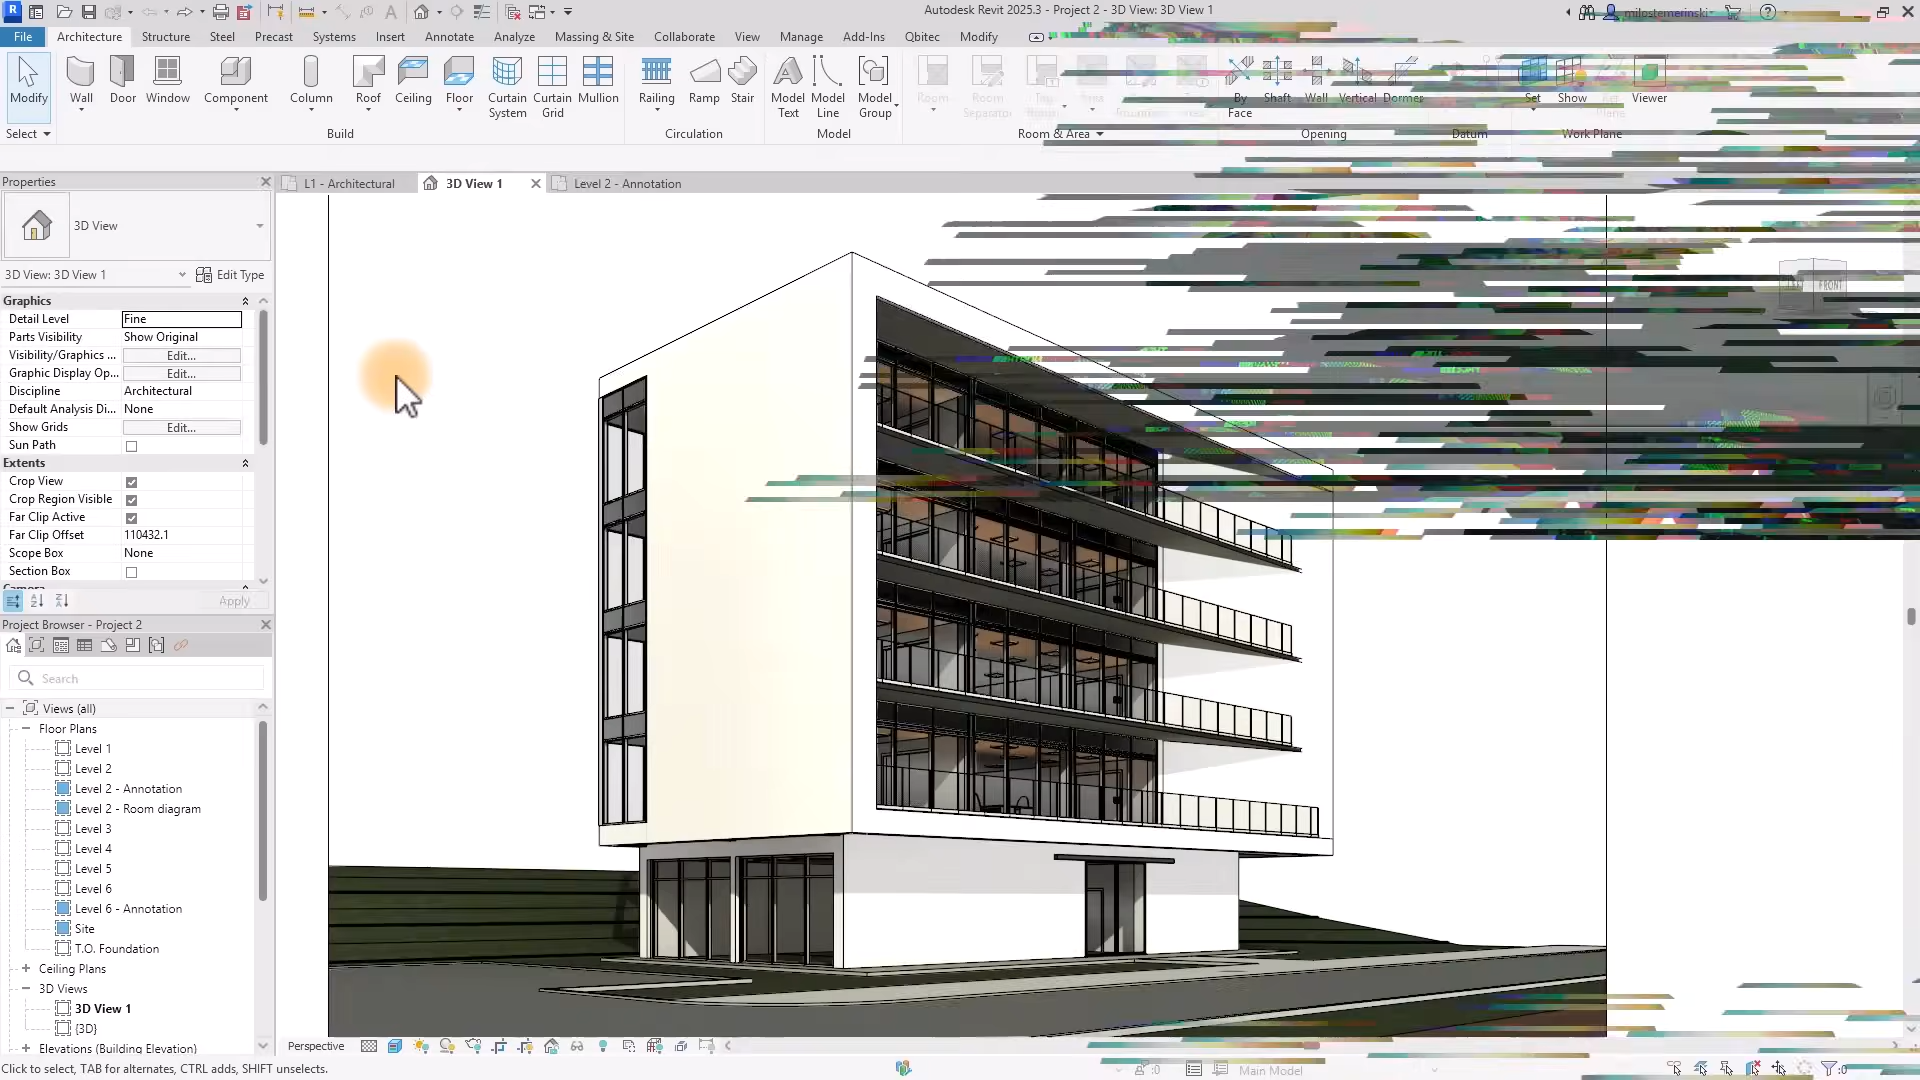 Autodesk Revit 2025.3 - Project 2 - 3D View: 3D View 1
milostemerinski
File Architecture Structure Steel Precast Systems Insert Annotate Analyze Massing & Site Collaborate View Manage Add-Ins Qbitec Modify
Modify Wall Door Window Component Column Roof Ceiling Floor Curtain System Curtain Grid Mullion Railing Ramp Stair Model Text Model Line Model Group Room Room Separator By Face Shaft Wall Vertical Dormer Set Show Viewer
Select Build Circulation Model Room & Area Opening Datum Work Plane
Properties
L1 - Architectural 3D View 1 Level 2 - Annotation
3D View
3D View: 3D View 1 Edit Type
FRONT
Graphics
Detail Level Fine
Parts Visibility Show Original
Visibility/Graphics ... Edit...
Graphic Display Op... Edit...
Discipline Architectural
Default Analysis Di... None
Show Grids Edit...
Sun Path
Extents
Crop View
Crop Region Visible
Far Clip Active
Far Clip Offset 110432.1
Scope Box None
Section Box
Camera
Apply
Project Browser - Project 2
Search
Views (all)
Floor Plans
Level 1
Level 2
Level 2 - Annotation
Level 2 - Room diagram
Level 3
Level 4
Level 5
Level 6
Level 6 - Annotation
Site
T.O. Foundation
Ceiling Plans
3D Views
3D View 1
{3D}
Elevations (Building Elevation)
Perspective
Click to select, TAB for alternates, CTRL adds, SHIFT unselects.
:0 Main Model :0